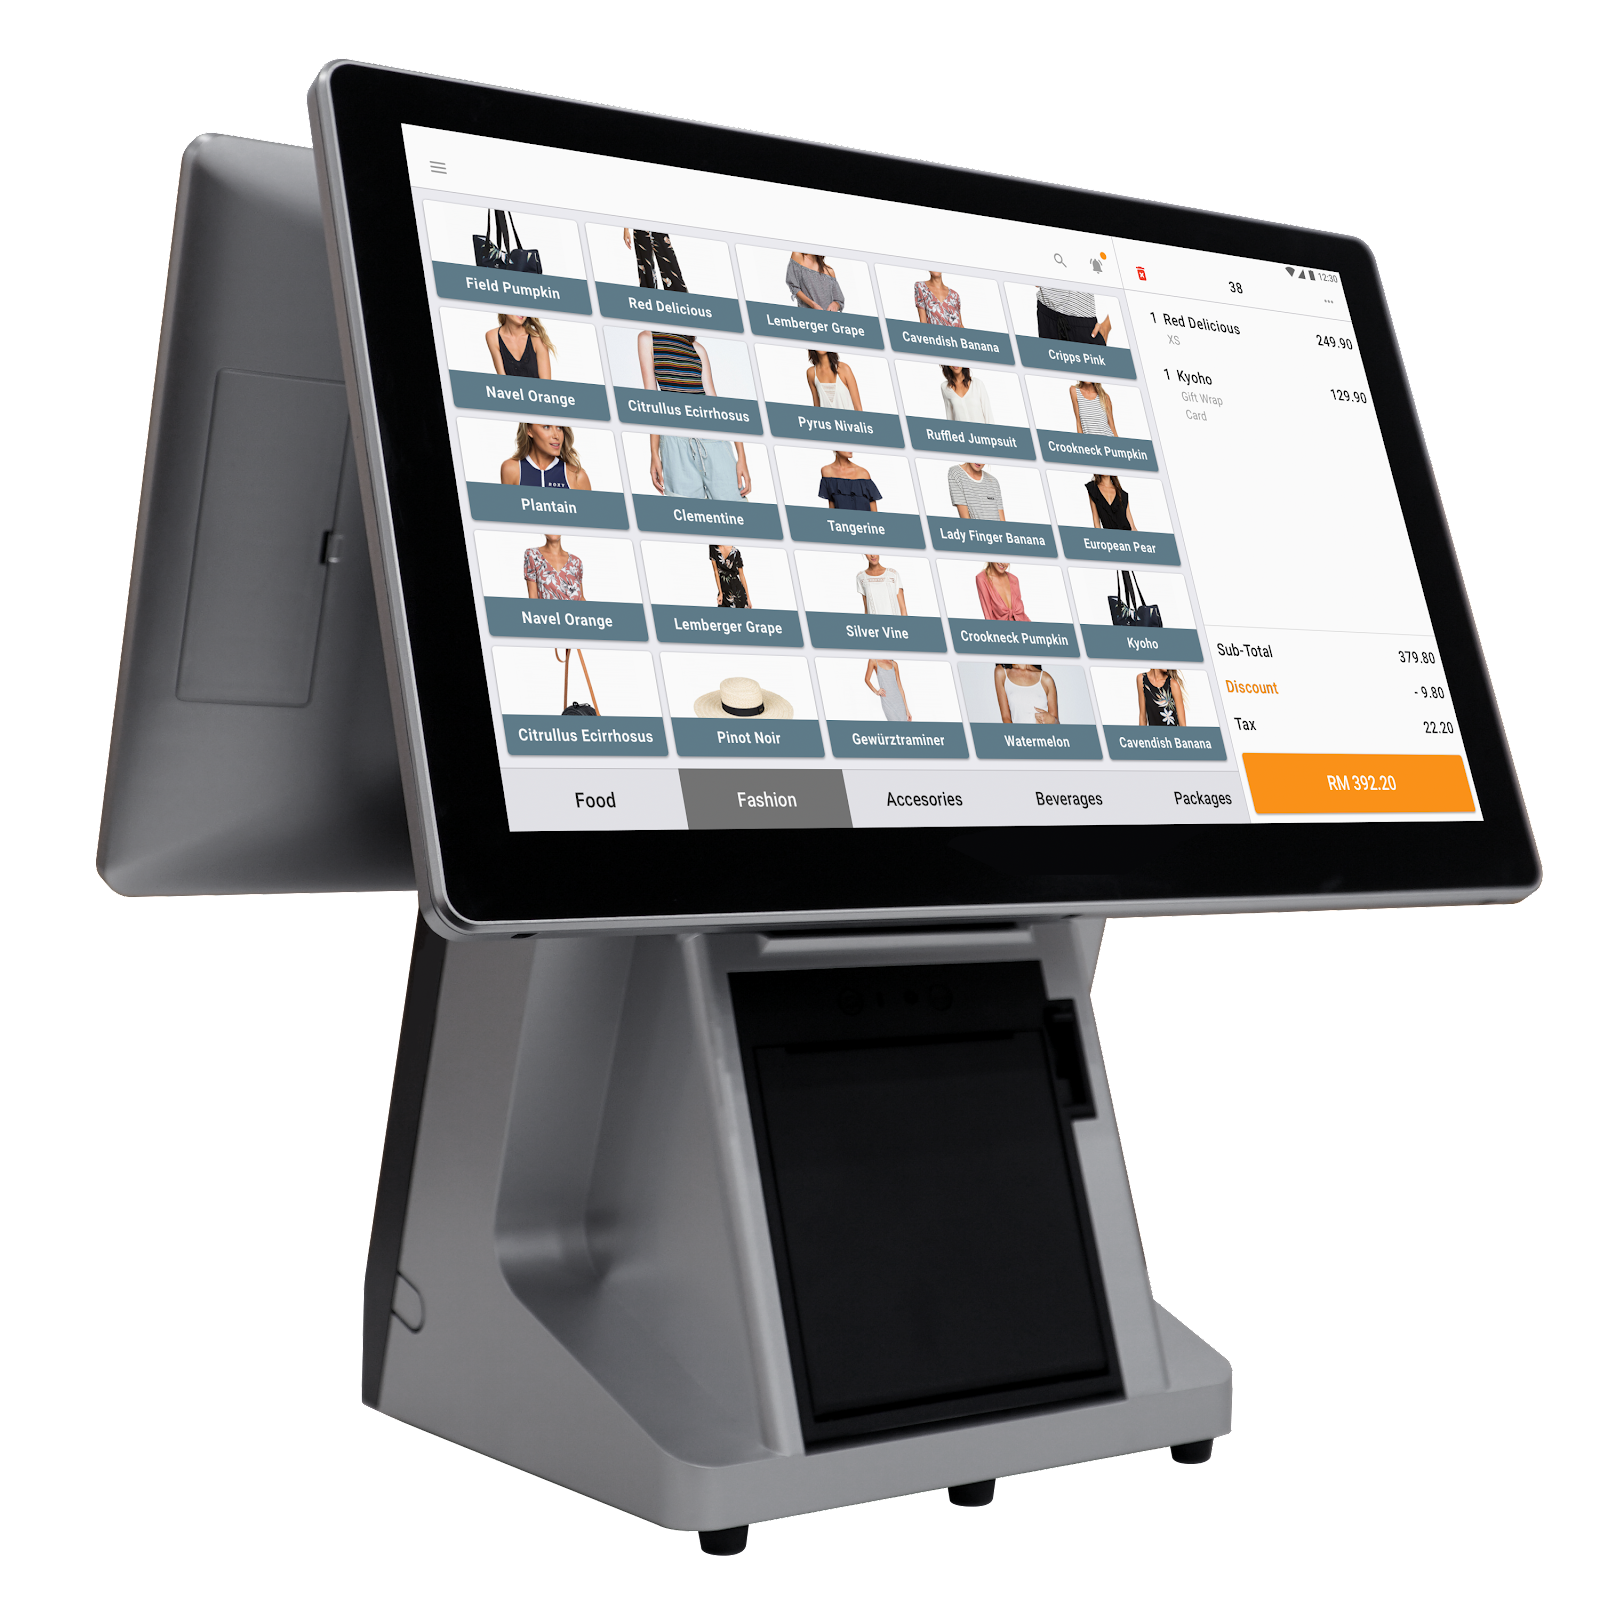 12:30
38
Field Pumpkin
Red Delicious
Lemberger Grape
Cavendish Banana
Cripps Pink
Navel Orange
Citrullus Ecirrhosus
Pyrus Nivalis
Ruffled Jumpsuit
Crookneck Pumpkin
ROXY
Plantain
Clementine
Tangerine
Lady Finger Banana
European Pear
Navel Orange
Lemberger Grape
Silver Vine
Crookneck Pumpkin
Kyoho
Citrullus Ecirrhosus
Pinot Noir
Gewürztraminer
Watermelon
Cavendish Banana
Food
Fashion
Accesories
Beverages
Packages
1 Red Delicious 249.90
XS
1 Kyoho 129.90
Gift Wrap
Card
Sub-Total 379.80
Discount - 9.80
Tax 22.20
RM 392.20